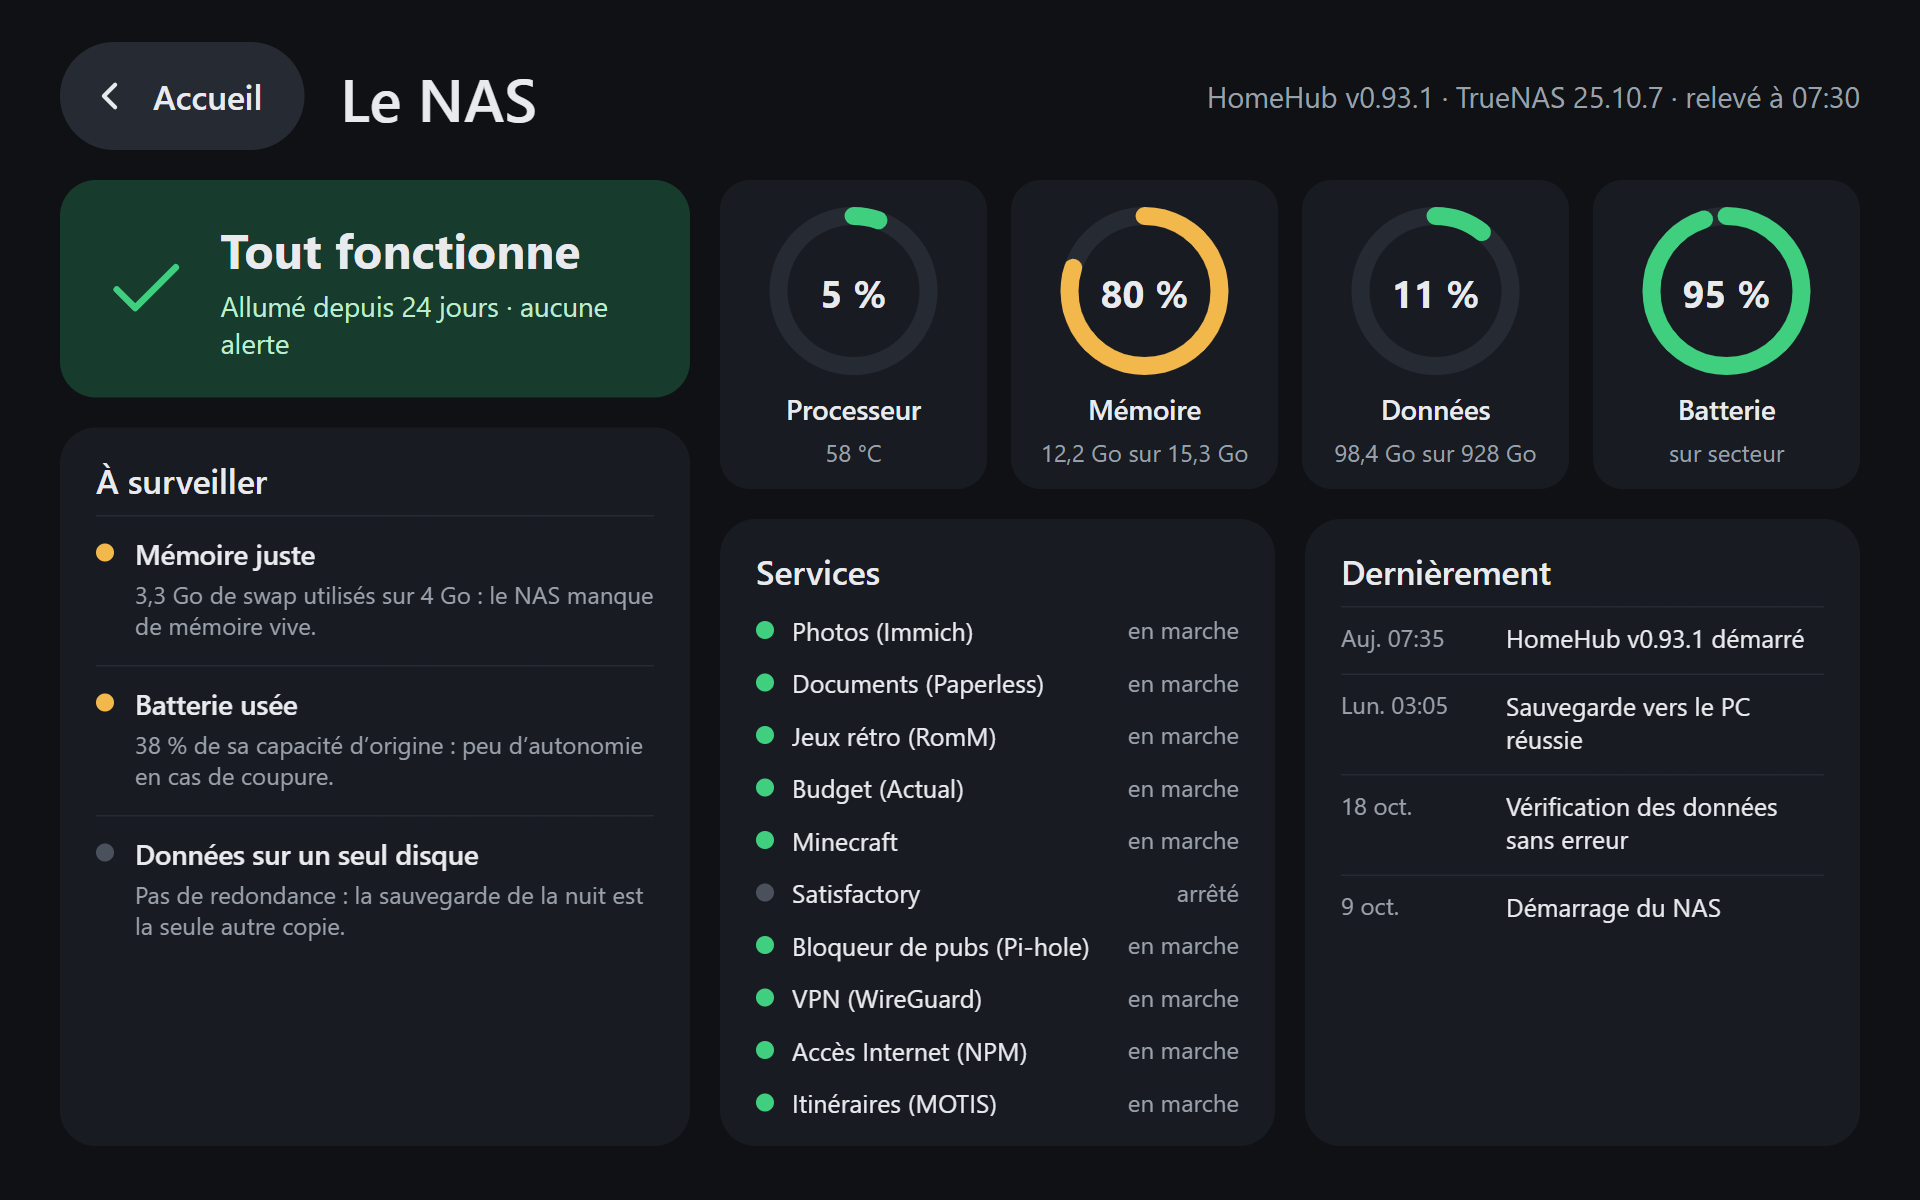 Accueil
Le NAS
HomeHub v0.93.1 · TrueNAS 25.10.7 · relevé à 07:30
Tout fonctionne
Allumé depuis 24 jours · aucune
alerte
À surveiller
Mémoire juste
3,3 Go de swap utilisés sur 4 Go : le NAS manque
de mémoire vive.
Batterie usée
38 % de sa capacité d’origine : peu d’autonomie
en cas de coupure.
Données sur un seul disque
Pas de redondance : la sauvegarde de la nuit est
la seule autre copie.
5 %
Processeur
58 °C
80 %
Mémoire
12,2 Go sur 15,3 Go
11 %
Données
98,4 Go sur 928 Go
95 %
Batterie
sur secteur
Services
Photos (Immich) en marche
Documents (Paperless) en marche
Jeux rétro (RomM) en marche
Budget (Actual) en marche
Minecraft en marche
Satisfactory arrêté
Bloqueur de pubs (Pi-hole) en marche
VPN (WireGuard) en marche
Accès Internet (NPM) en marche
Itinéraires (MOTIS) en marche
Dernièrement
Auj. 07:35 HomeHub v0.93.1 démarré
Lun. 03:05 Sauvegarde vers le PC
réussie
18 oct. Vérification des données
sans erreur
9 oct. Démarrage du NAS